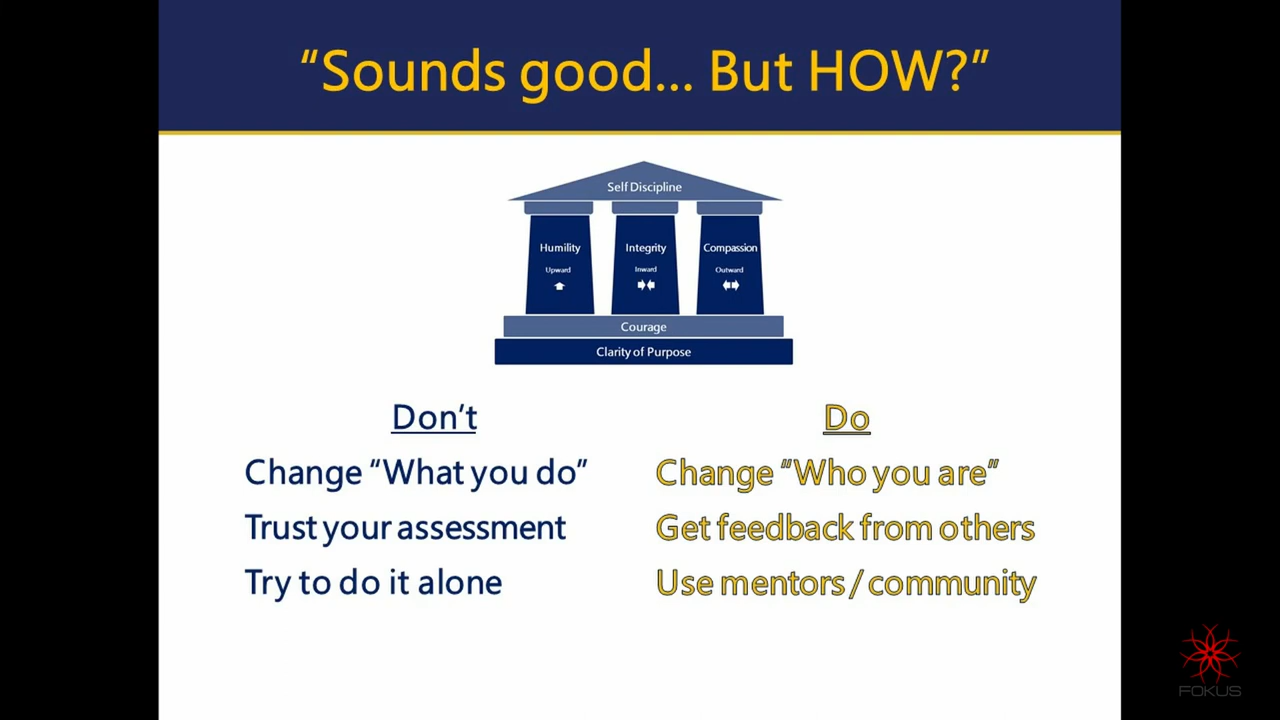 “Sounds good... But HOW?”
Self Discipline
Humility
Integrity
Compassion
Upward
Inward
Outward
Courage
Clarity of Purpose
Don’t
Do
Change “What you do”
Change “Who you are”
Trust your assessment
Get feedback from others
Try to do it alone
Use mentors / community
FOKUS